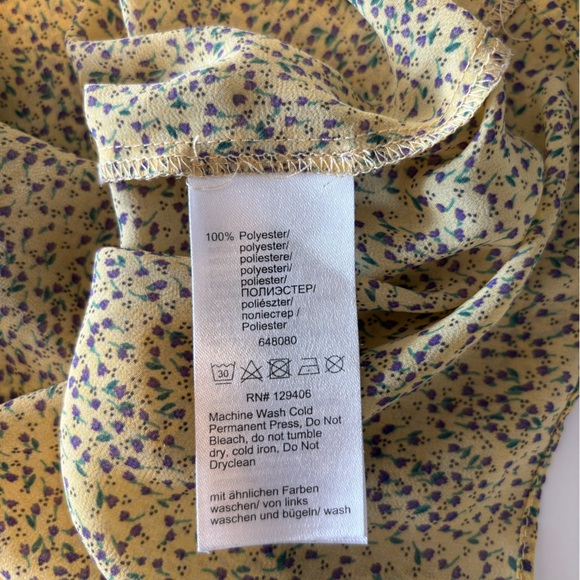 100% Polyester/
polyester/
poliestere/
polyesteri/
poliester/
ПОЛИЭСТЕР/
poliészter/
поліестер /
Poliester
648080
30
RN# 129406
Machine Wash Cold
Permanent Press, Do Not
Bleach, do not tumble
dry, cold iron, Do Not
Dryclean
mit ähnlichen Farben
waschen/ von links
waschen und bügeln/ wash